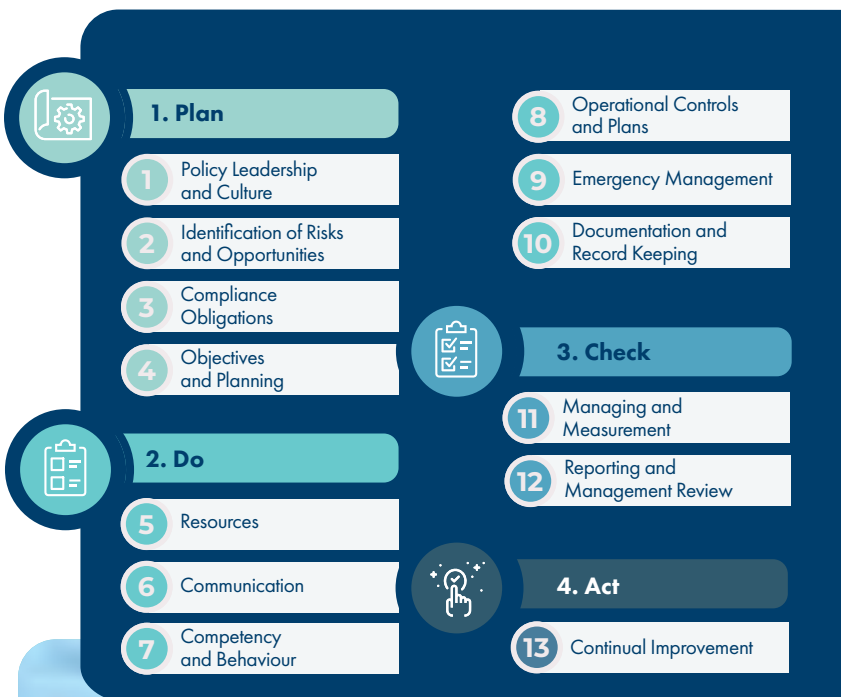 1. Plan
1
Policy Leadership
and Culture
2
Identification of Risks
and Opportunities
3
Compliance
Obligations
4
Objectives
and Planning
2. Do
5
Resources
6
Communication
7
Competency
and Behaviour
8
Operational Controls
and Plans
9
Emergency Management
10
Documentation and
Record Keeping
3. Check
11
Managing and
Measurement
12
Reporting and
Management Review
4. Act
13
Continual Improvement